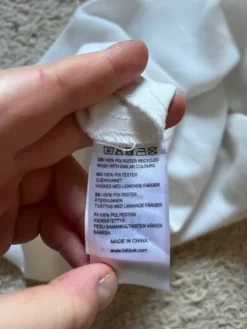 GB 100% POLYESTER RECYCLED
WASH WITH SIMILAR COLOURS
NO 100% POLYESTER
GJENVUNNET
VASKES MED LIGNENDE FARGER
SE 100% POLYESTER
ÅTERVUNNEN
TVÄTTAS MED LIKNANDE FÄRGER
FI 100% POLYESTERI
KIERRÄTETTYÄ
PESU SAMANKALTAISTEN VÄRIEN
KANSSA
MADE IN CHINA